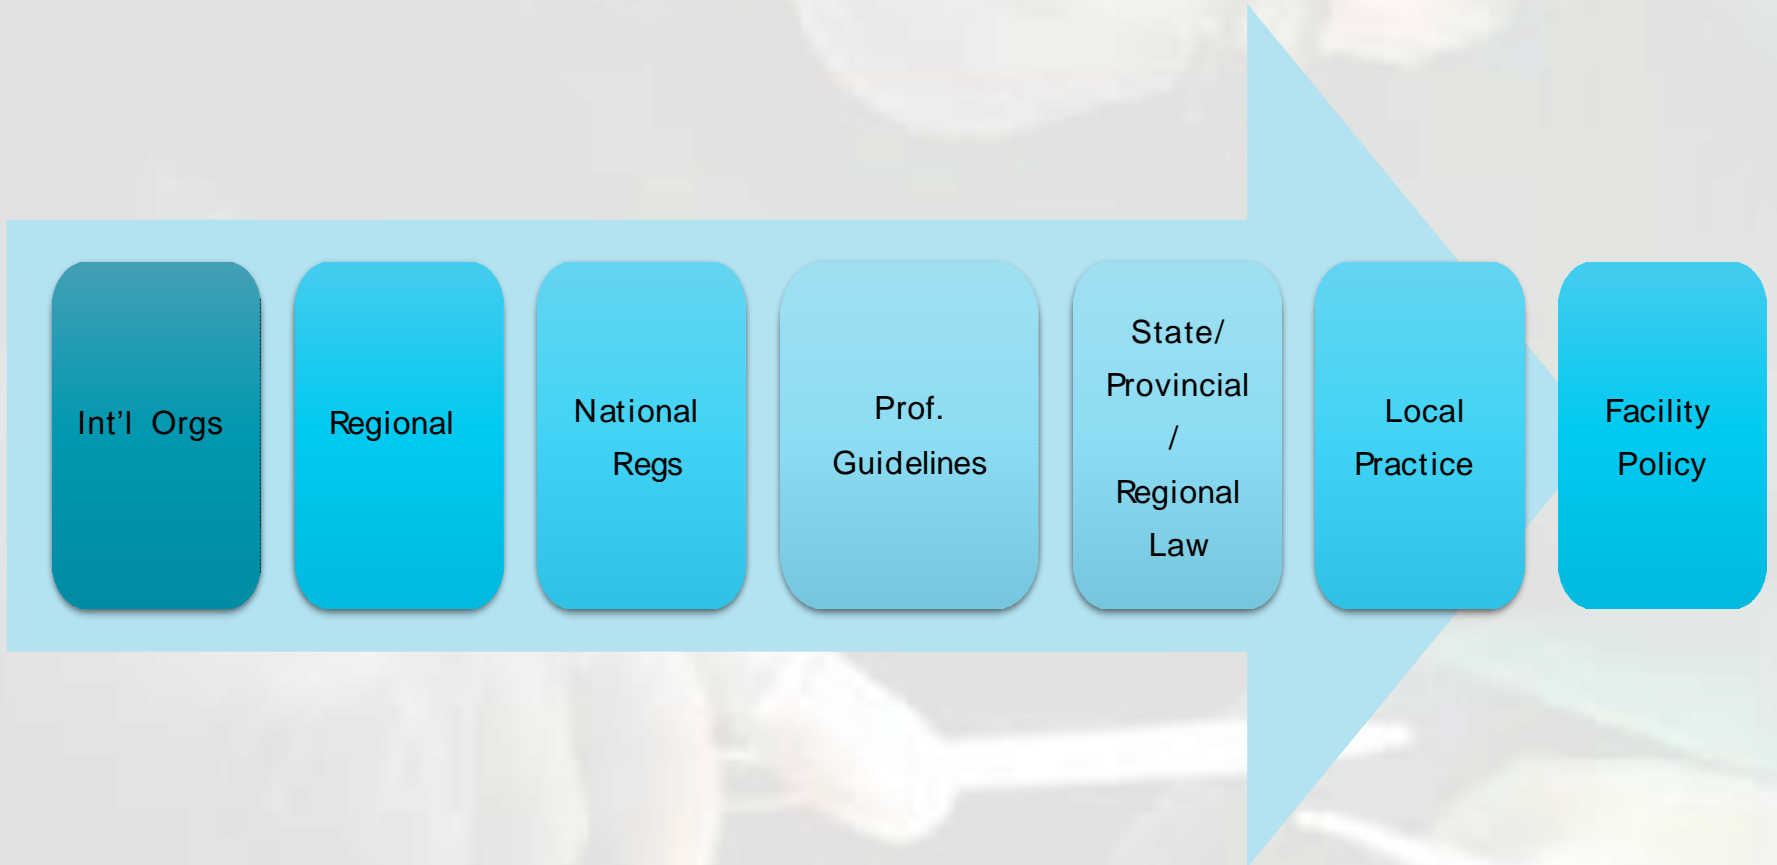 Int’l Orgs
Regional
National
Regs
Prof.
Guidelines
State/
Provincial
/
Regional
Law
Local
Practice
Facility
Policy